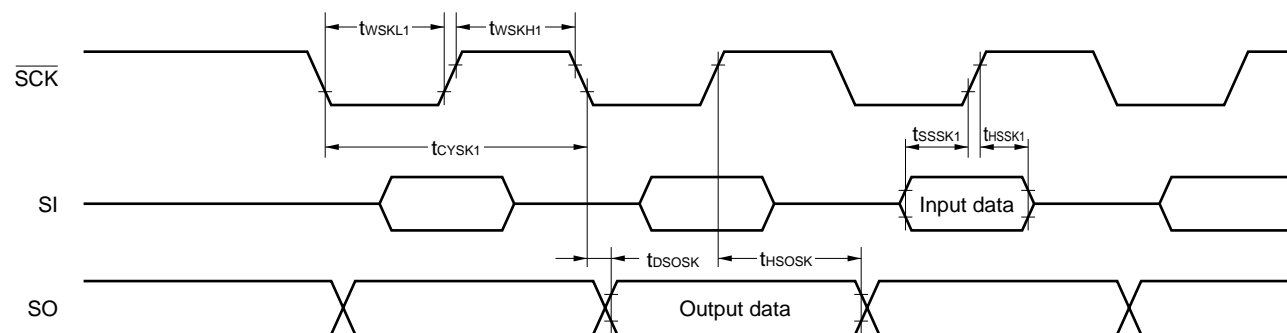 tWSKL1 tWSKH1
SCK
tCYSK1
tSSSK1 tHSSK1
SI
Input data
tDSOSK tHSOSK
SO
Output data